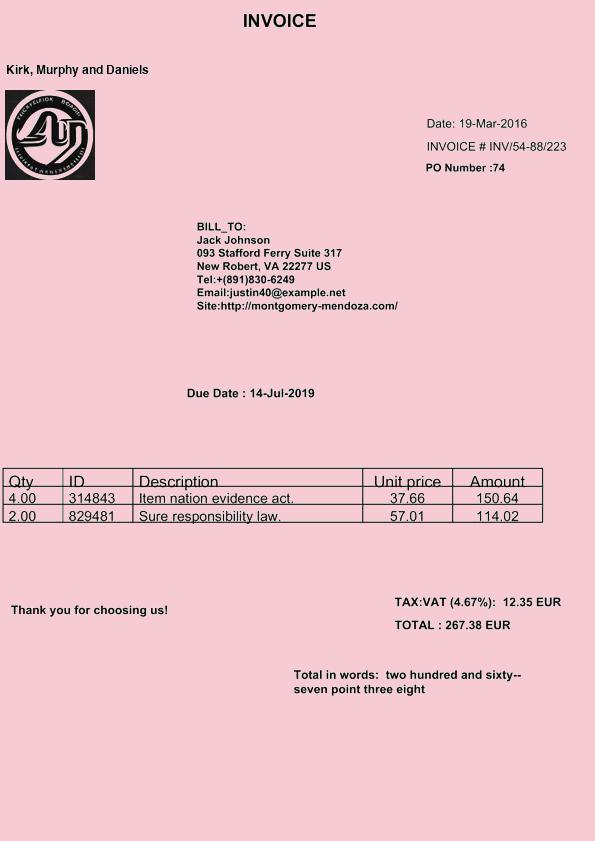 INVOICE
Kirk, Murphy and Daniels
Date: 19-Mar-2016
INVOICE # INV/54-88/223
PO Number :74
BILL_TO:
Jack Johnson
093 Stafford Ferry Suite 317
New Robert, VA 22277 US
Tel:+(891)830-6249
Email:justin40@example.net
Site:http://montgomery-mendoza.com/
Due Date : 14-Jul-2019
Qty ID Description Unit price Amount
4.00 314843 Item nation evidence act. 37.66 150.64
2.00 829481 Sure responsibility law. 57.01 114.02
TAX:VAT (4.67%): 12.35 EUR
Thank you for choosing us!
TOTAL : 267.38 EUR
Total in words: two hundred and sixty--
seven point three eight